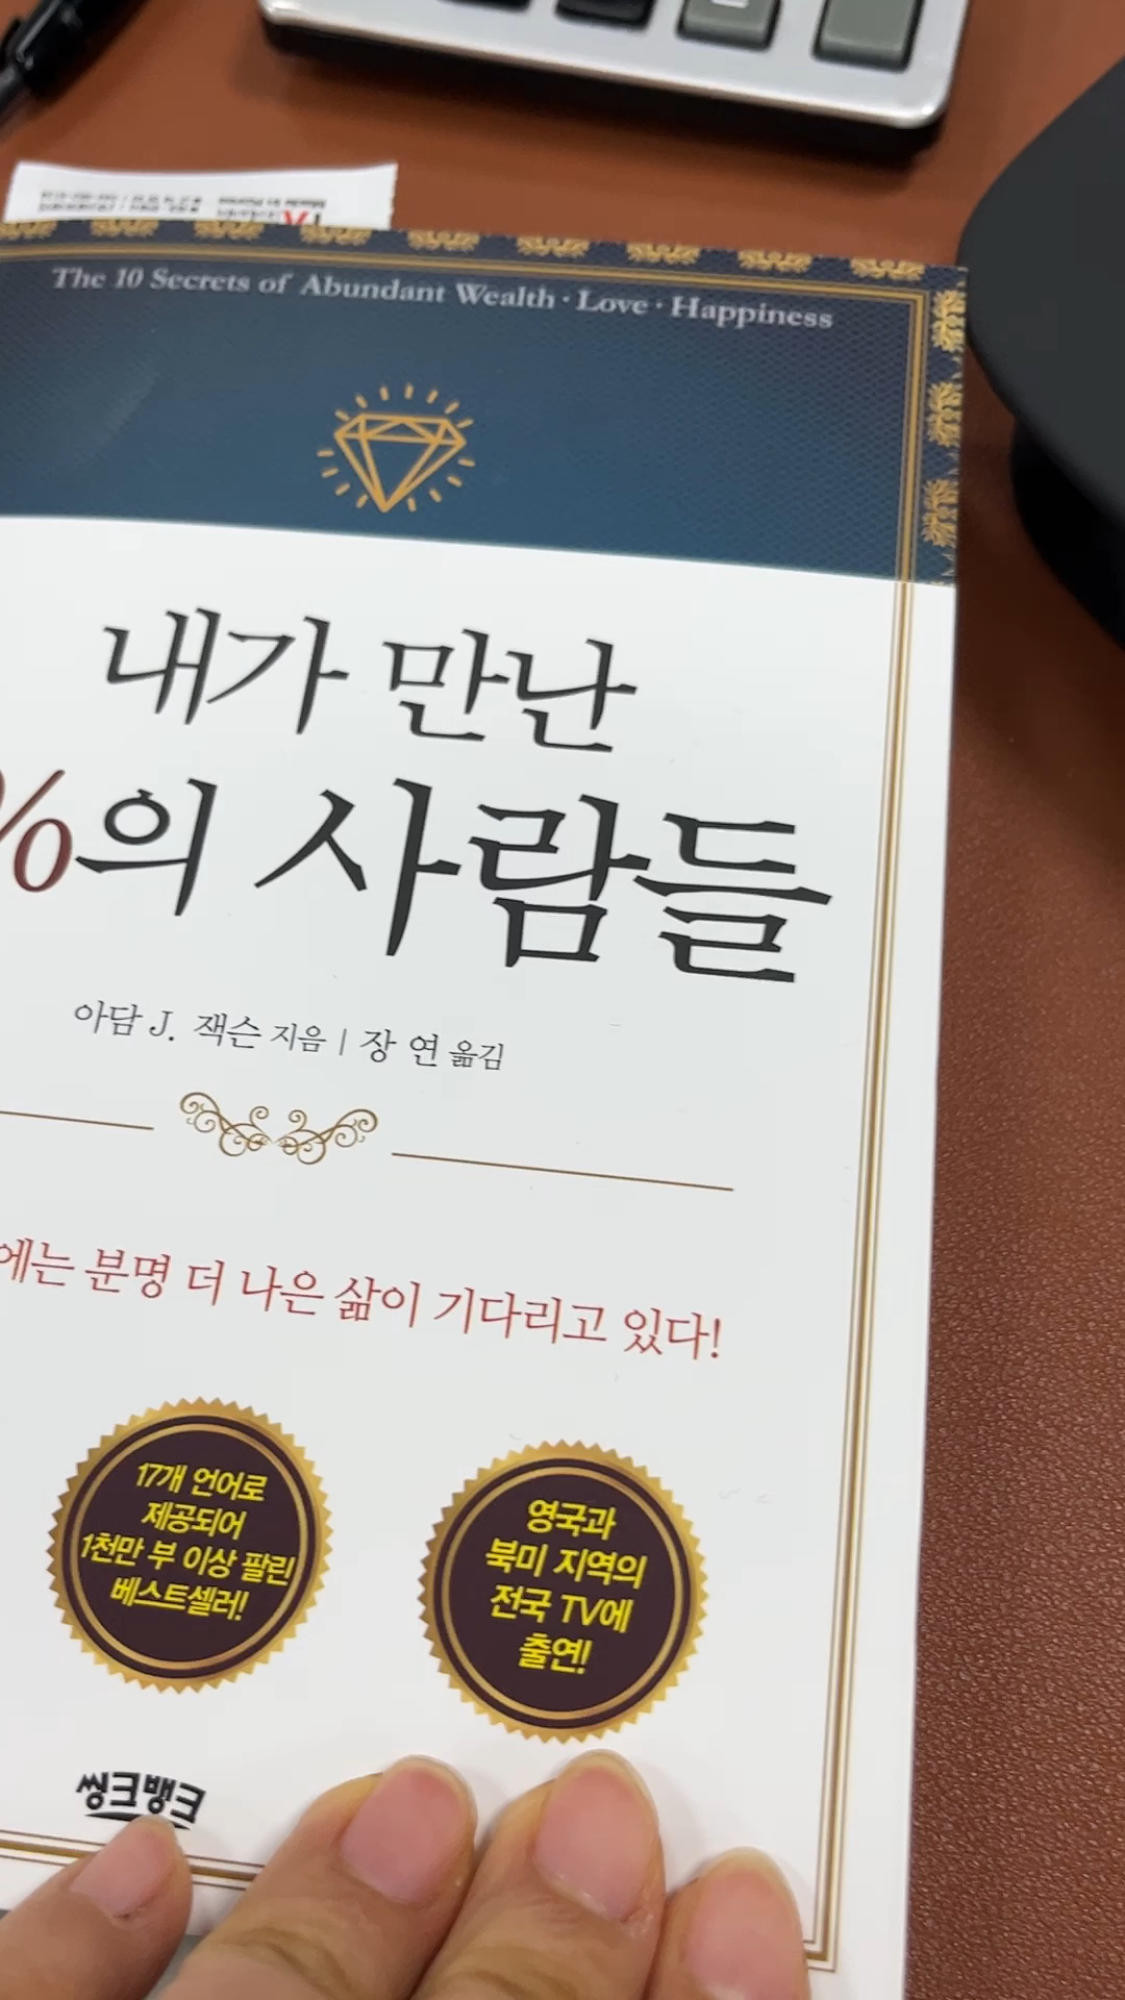 The 10 Secrets of Abundant Wealth · Love · Happiness
내가 만난
%의 사람들
아담 J. 잭슨 지음 | 장 연 옮김
에는 분명 더 나은 삶이 기다리고 있다!
17개 언어로
제공되어
1천만 부 이상 팔린
베스트셀러!
영국과
북미 지역의
전국 TV에
출연!
씽크뱅크